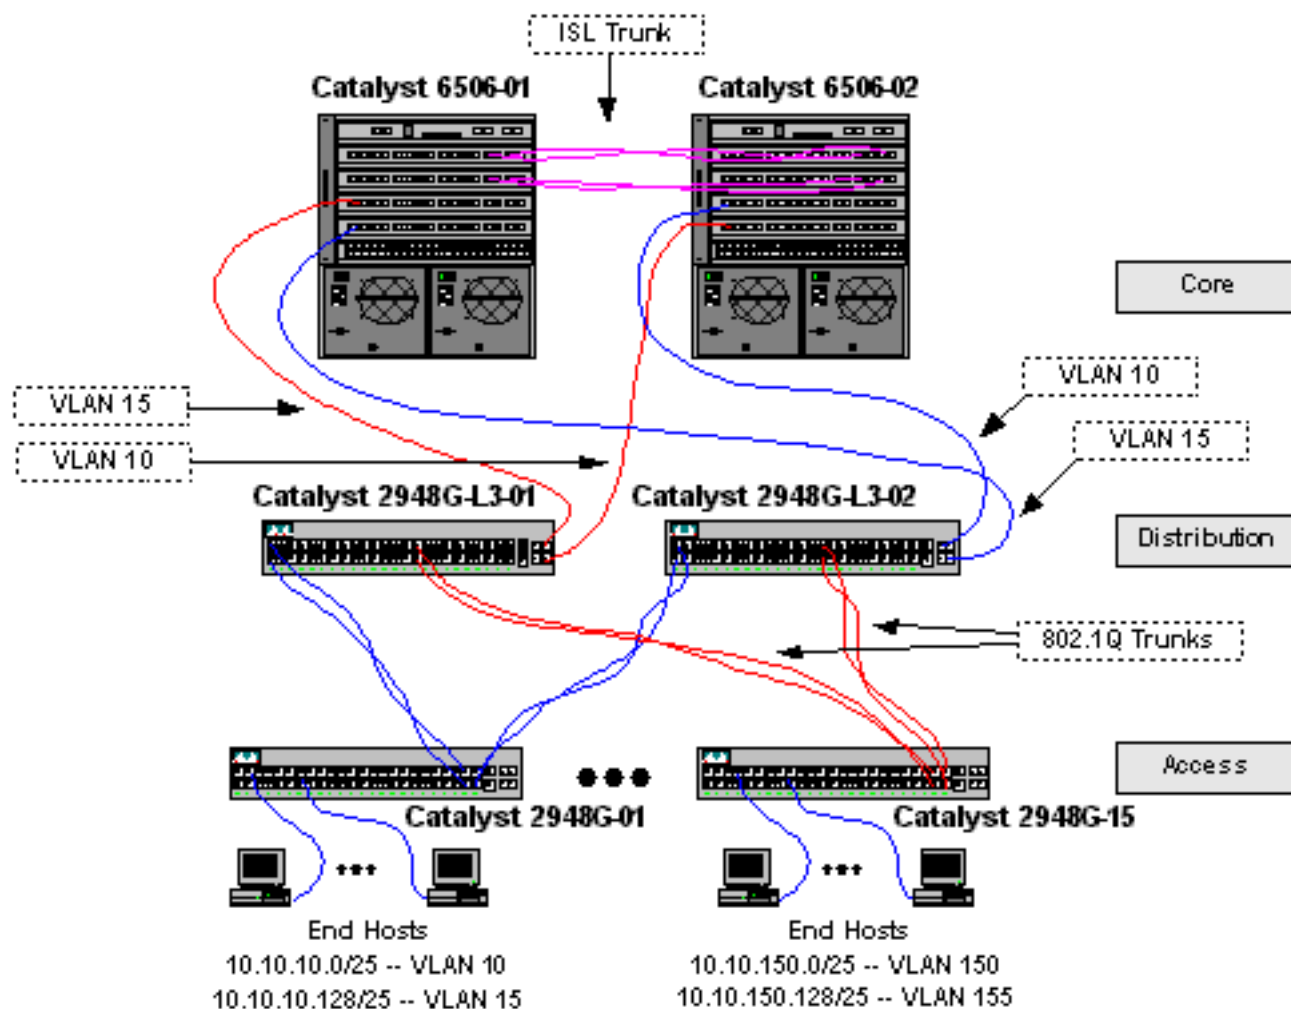 ISL Trunk
Catalyst 6506-01
Catalyst 6506-02
Core
VLAN 10
VLAN 15
VLAN 15
VLAN 10
Catalyst 2948G-L3-01
Catalyst 2948G-L3-02
Distribution
802.1Q Trunks
Access
Catalyst 2948G-01
Catalyst 2948G-15
End Hosts
10.10.10.0/25 -- VLAN 10
10.10.10.128/25 -- VLAN 15
End Hosts
10.10.150.0/25 -- VLAN 150
10.10.150.128/25 -- VLAN 155